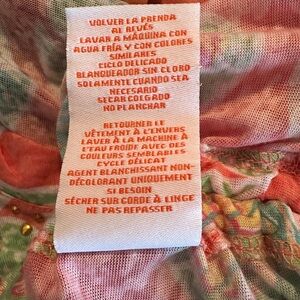 VOLVER LA PRENDA
AL REVÉS
LAVAR A MÁQUINA CON
AGUA FRÍA Y CON COLORES
SIMILARES
CICLO DELICADO
BLANQUEADOR SIN CLORO
SOLAMENTE CUANDO SEA
NECESARIO
SECAR COLGADO
NO PLANCHAR
RETOURNER LE
VÊTEMENT À L'ENVERS
LAVER À LA MACHINE À
L'EAU FROIDE AVEC DES
COULEURS SEMBLABLES
CYCLE DÉLICAT
AGENT BLANCHISSANT NON-
DÉCOLORANT UNIQUEMENT
SI BESOIN
SÉCHER SUR CORDE À LINGE
NE PAS REPASSER